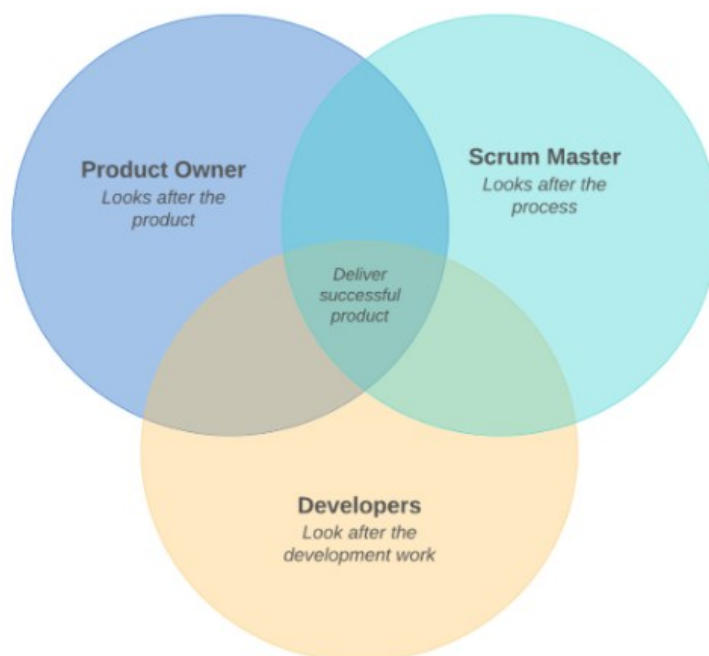 Product Owner
Looks after the
product
Scrum Master
Looks after the
process
Deliver
successful
product
Developers
Look after the
development work